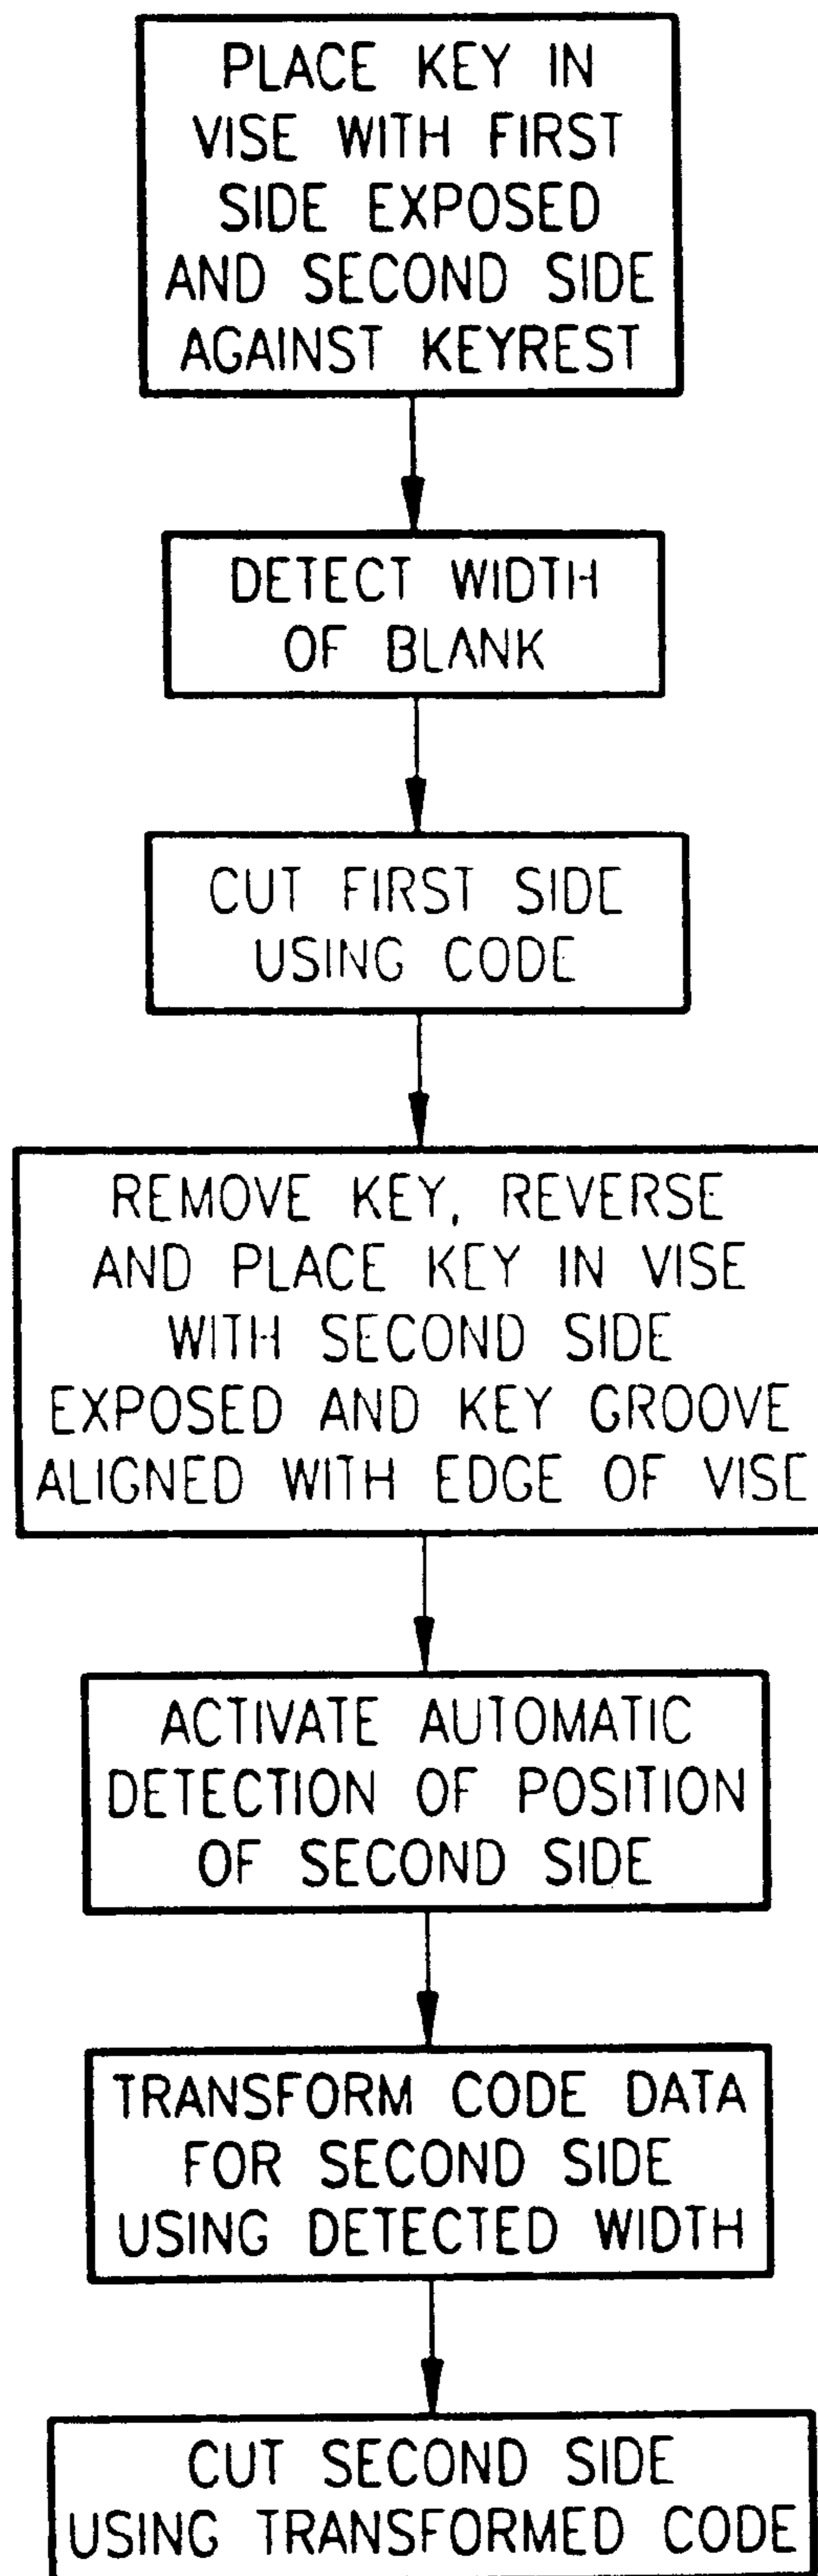 PLACE KEY IN
VISE WITH FIRST
SIDE EXPOSED
AND SECOND SIDE
AGAINST KEYREST
DETECT WIDTH
OF BLANK
CUT FIRST SIDE
USING CODE
REMOVE KEY, REVERSE
AND PLACE KEY IN VISE
WITH SECOND SIDE
EXPOSED AND KEY GROOVE
ALIGNED WITH EDGE OF VISE
ACTIVATE AUTOMATIC
DETECTION OF POSITION
OF SECOND SIDE
TRANSFORM CODE DATA
FOR SECOND SIDE
USING DETECTED WIDTH
CUT SECOND SIDE
USING TRANSFORMED CODE